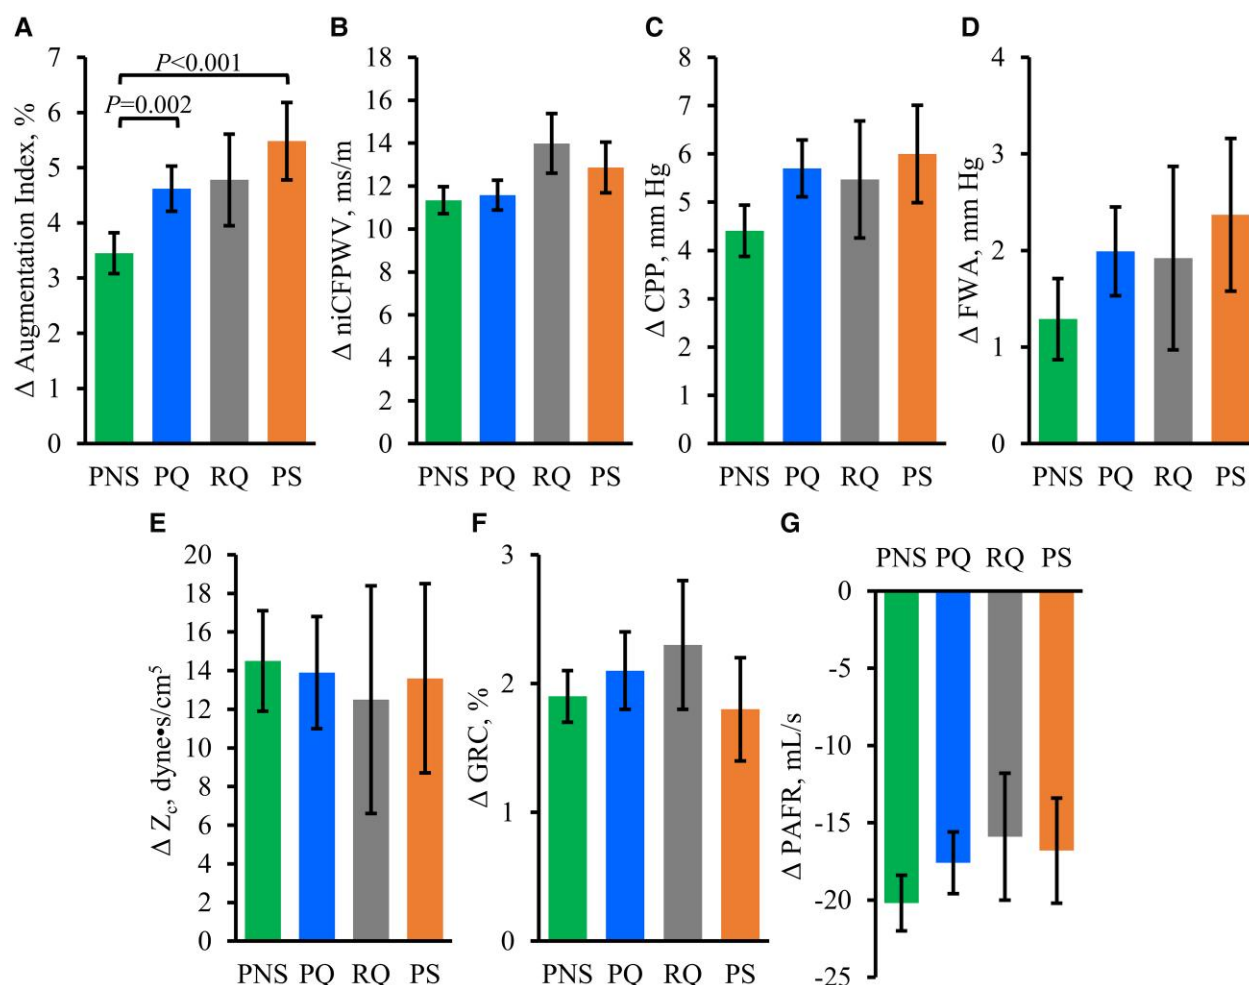 A
Δ Augmentation Index, %
7
6
5
4
3
2
1
0
P<0.001
P=0.002
PNS PQ RQ PS
B
Δ niCFPWV, ms/m
18
16
14
12
10
8
6
4
2
0
PNS PQ RQ PS
C
Δ CPP, mm Hg
8
7
6
5
4
3
2
1
0
PNS PQ RQ PS
D
Δ FWA, mm Hg
4
3
2
1
0
PNS PQ RQ PS
E
Δ Zc, dyne•s/cm⁵
20
18
16
14
12
10
8
6
4
2
0
PNS PQ RQ PS
F
Δ GRC, %
3
2
1
0
PNS PQ RQ PS
G
PNS PQ RQ PS
Δ PAFR, mL/s
0
-5
-10
-15
-20
-25